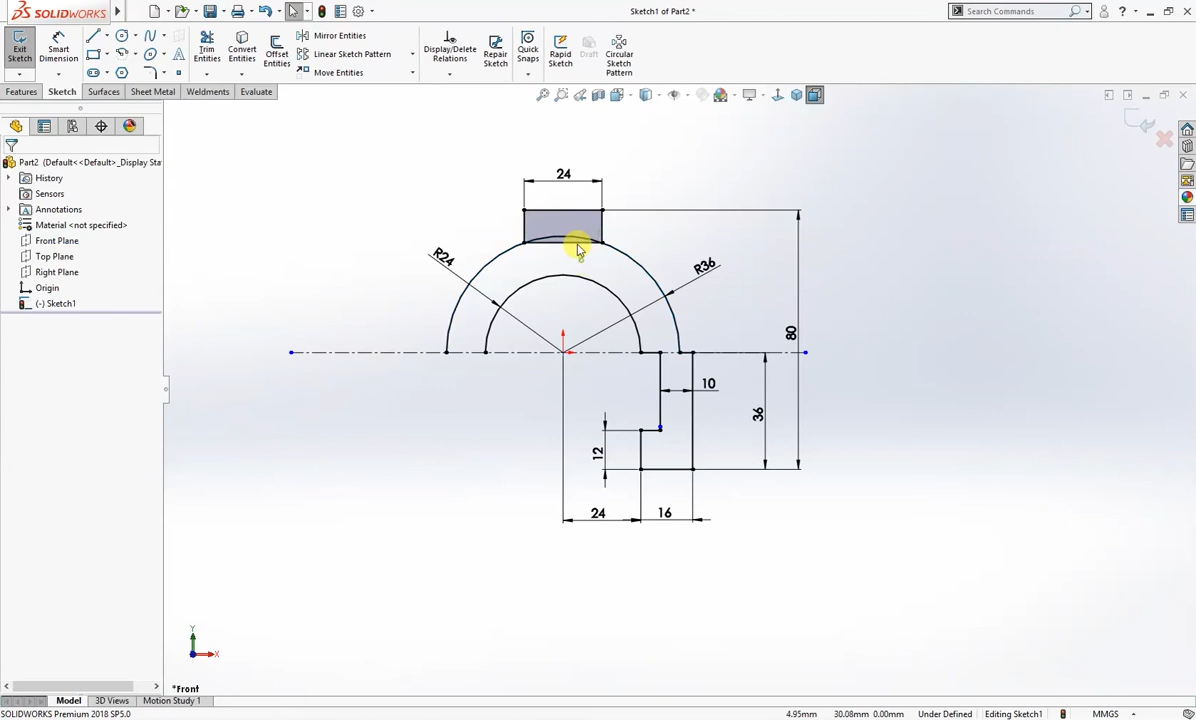 SOLIDWORKS
Sketch1 of Part2 *
Search Commands
Exit Sketch
Smart Dimension
Trim Entities
Convert Entities
Offset Entities
Mirror Entities
Linear Sketch Pattern
Move Entities
Display/Delete Relations
Repair Sketch
Quick Snaps
Rapid Sketch
Draft
Circular Sketch Pattern
Features
Sketch
Surfaces
Sheet Metal
Weldments
Evaluate
Part2 (Default<<Default>_Display Sta
History
Sensors
Annotations
Material <not specified>
Front Plane
Top Plane
Right Plane
Origin
(-) Sketch1
24
R24
R36
80
10
36
12
24
16
Y
X
*Front
Model
3D Views
Motion Study 1
SOLIDWORKS Premium 2018 SP5.0
4.95mm
30.08mm 0.00mm
Under Defined
Editing Sketch1
MMGS